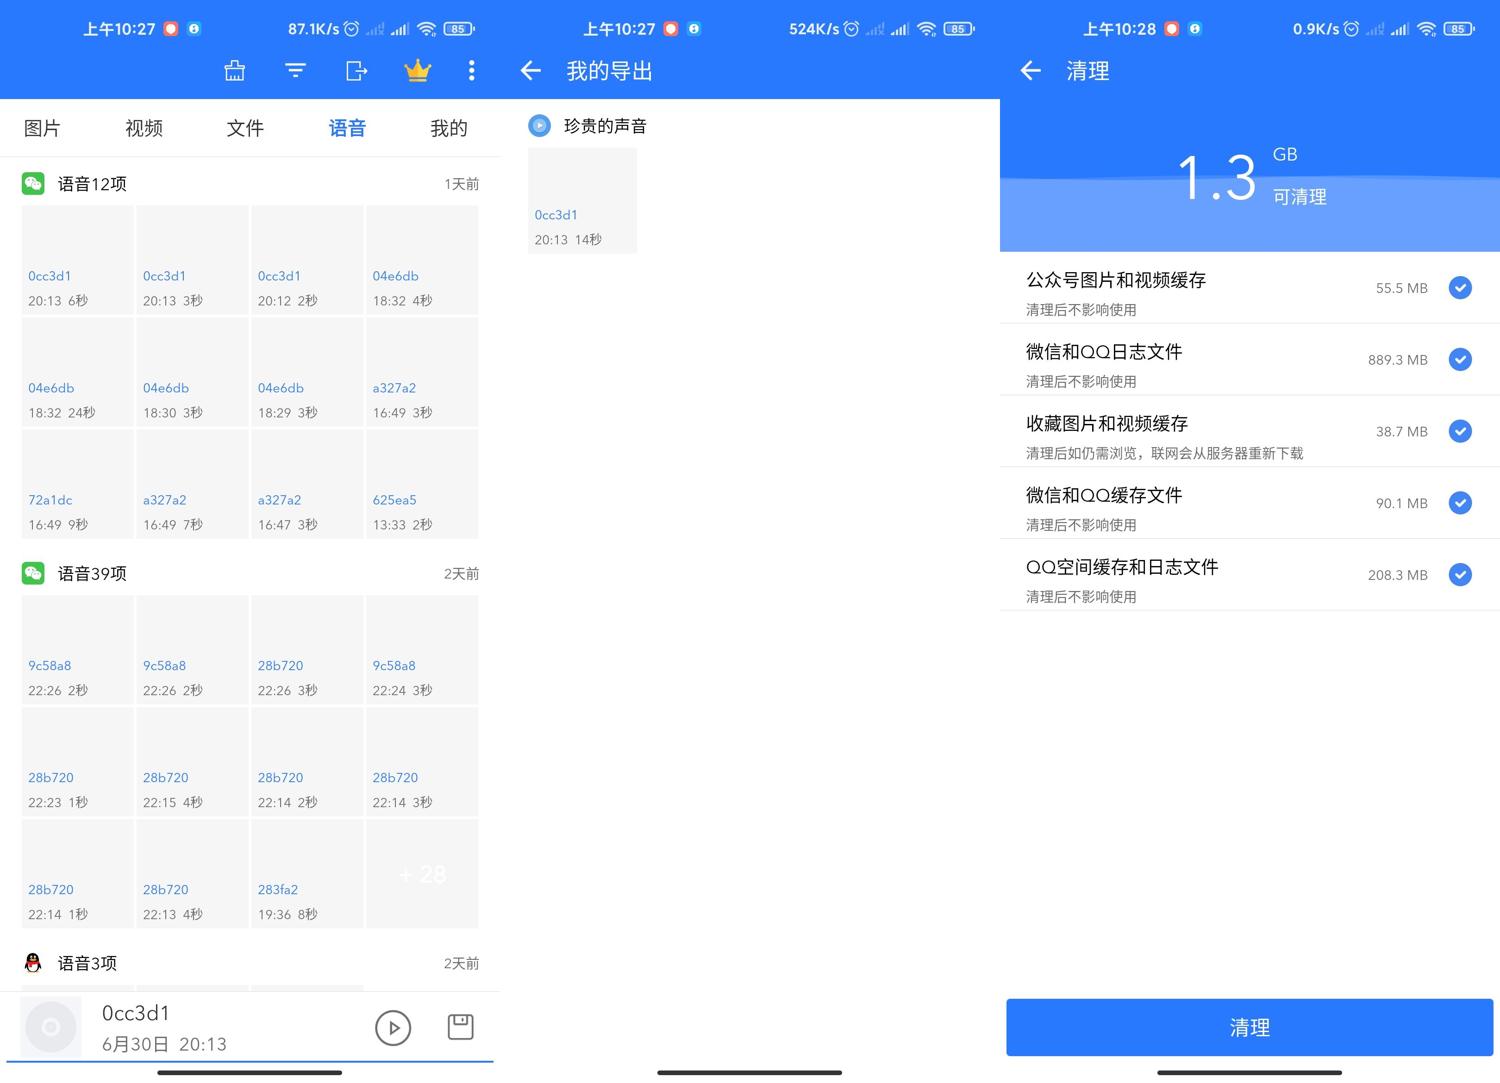 上午10:27
87.1K/s
85
图片
视频
文件
语音
我的
语音12项
1天前
0cc3d1
20:13 6秒
0cc3d1
20:13 3秒
0cc3d1
20:12 2秒
04e6db
18:32 4秒
04e6db
18:32 24秒
04e6db
18:30 3秒
04e6db
18:29 3秒
a327a2
16:49 3秒
72a1dc
16:49 9秒
a327a2
16:49 7秒
a327a2
16:47 3秒
625ea5
13:33 2秒
语音39项
2天前
9c58a8
22:26 2秒
9c58a8
22:26 2秒
28b720
22:26 3秒
9c58a8
22:24 3秒
28b720
22:23 1秒
28b720
22:15 4秒
28b720
22:14 2秒
28b720
22:14 3秒
28b720
22:14 1秒
28b720
22:13 4秒
283fa2
19:36 8秒
+ 28
语音3项
2天前
0cc3d1
6月30日 20:13
上午10:27
524K/s
85
我的导出
珍贵的声音
0cc3d1
20:13 14秒
上午10:28
0.9K/s
85
清理
1.3
GB
可清理
公众号图片和视频缓存
清理后不影响使用
55.5 MB
微信和QQ日志文件
清理后不影响使用
889.3 MB
收藏图片和视频缓存
清理后如仍需浏览，联网会从服务器重新下载
38.7 MB
微信和QQ缓存文件
清理后不影响使用
90.1 MB
QQ空间缓存和日志文件
清理后不影响使用
208.3 MB
清理